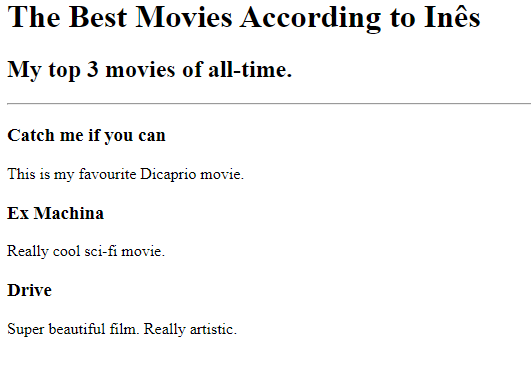 The Best Movies According to Inês
My top 3 movies of all-time.
Catch me if you can
This is my favourite Dicaprio movie.
Ex Machina
Really cool sci-fi movie.
Drive
Super beautiful film. Really artistic.